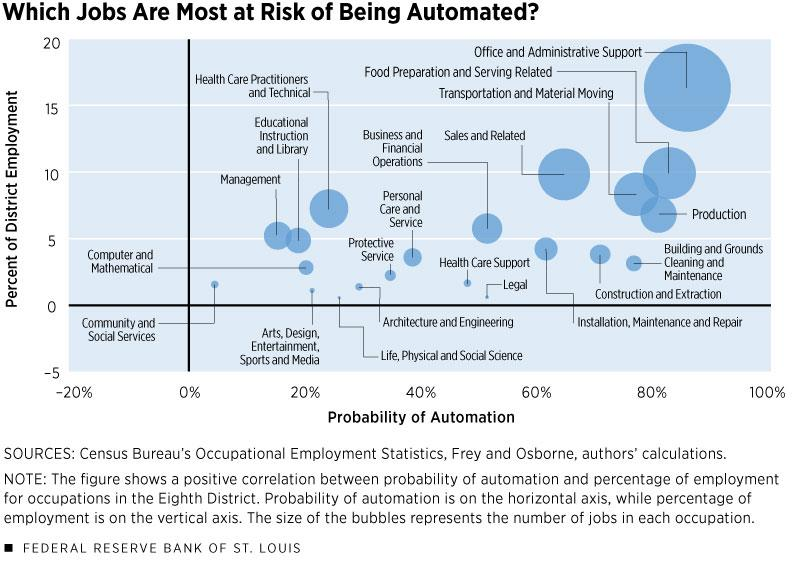 Which Jobs Are Most at Risk of Being Automated?
Percent of District Employment
20
15
10
5
0
–5
Office and Administrative Support
Food Preparation and Serving Related
Transportation and Material Moving
Health Care Practitioners
and Technical
Educational
Instruction
and Library
Management
Business and
Financial
Operations
Sales and Related
Personal
Care and
Service
Protective
Service
Computer and
Mathematical
Health Care Support
Legal
Production
Building and Grounds
Cleaning and
Maintenance
Construction and Extraction
Community and
Social Services
Arts, Design,
Entertainment,
Sports and Media
Architecture and Engineering
Life, Physical and Social Science
Installation, Maintenance and Repair
–20%
0%
20%
40%
60%
80%
100%
Probability of Automation
SOURCES: Census Bureau's Occupational Employment Statistics, Frey and Osborne, authors' calculations.
NOTE: The figure shows a positive correlation between probability of automation and percentage of employment
for occupations in the Eighth District. Probability of automation is on the horizontal axis, while percentage of
employment is on the vertical axis. The size of the bubbles represents the number of jobs in each occupation.
■ FEDERAL RESERVE BANK OF ST. LOUIS